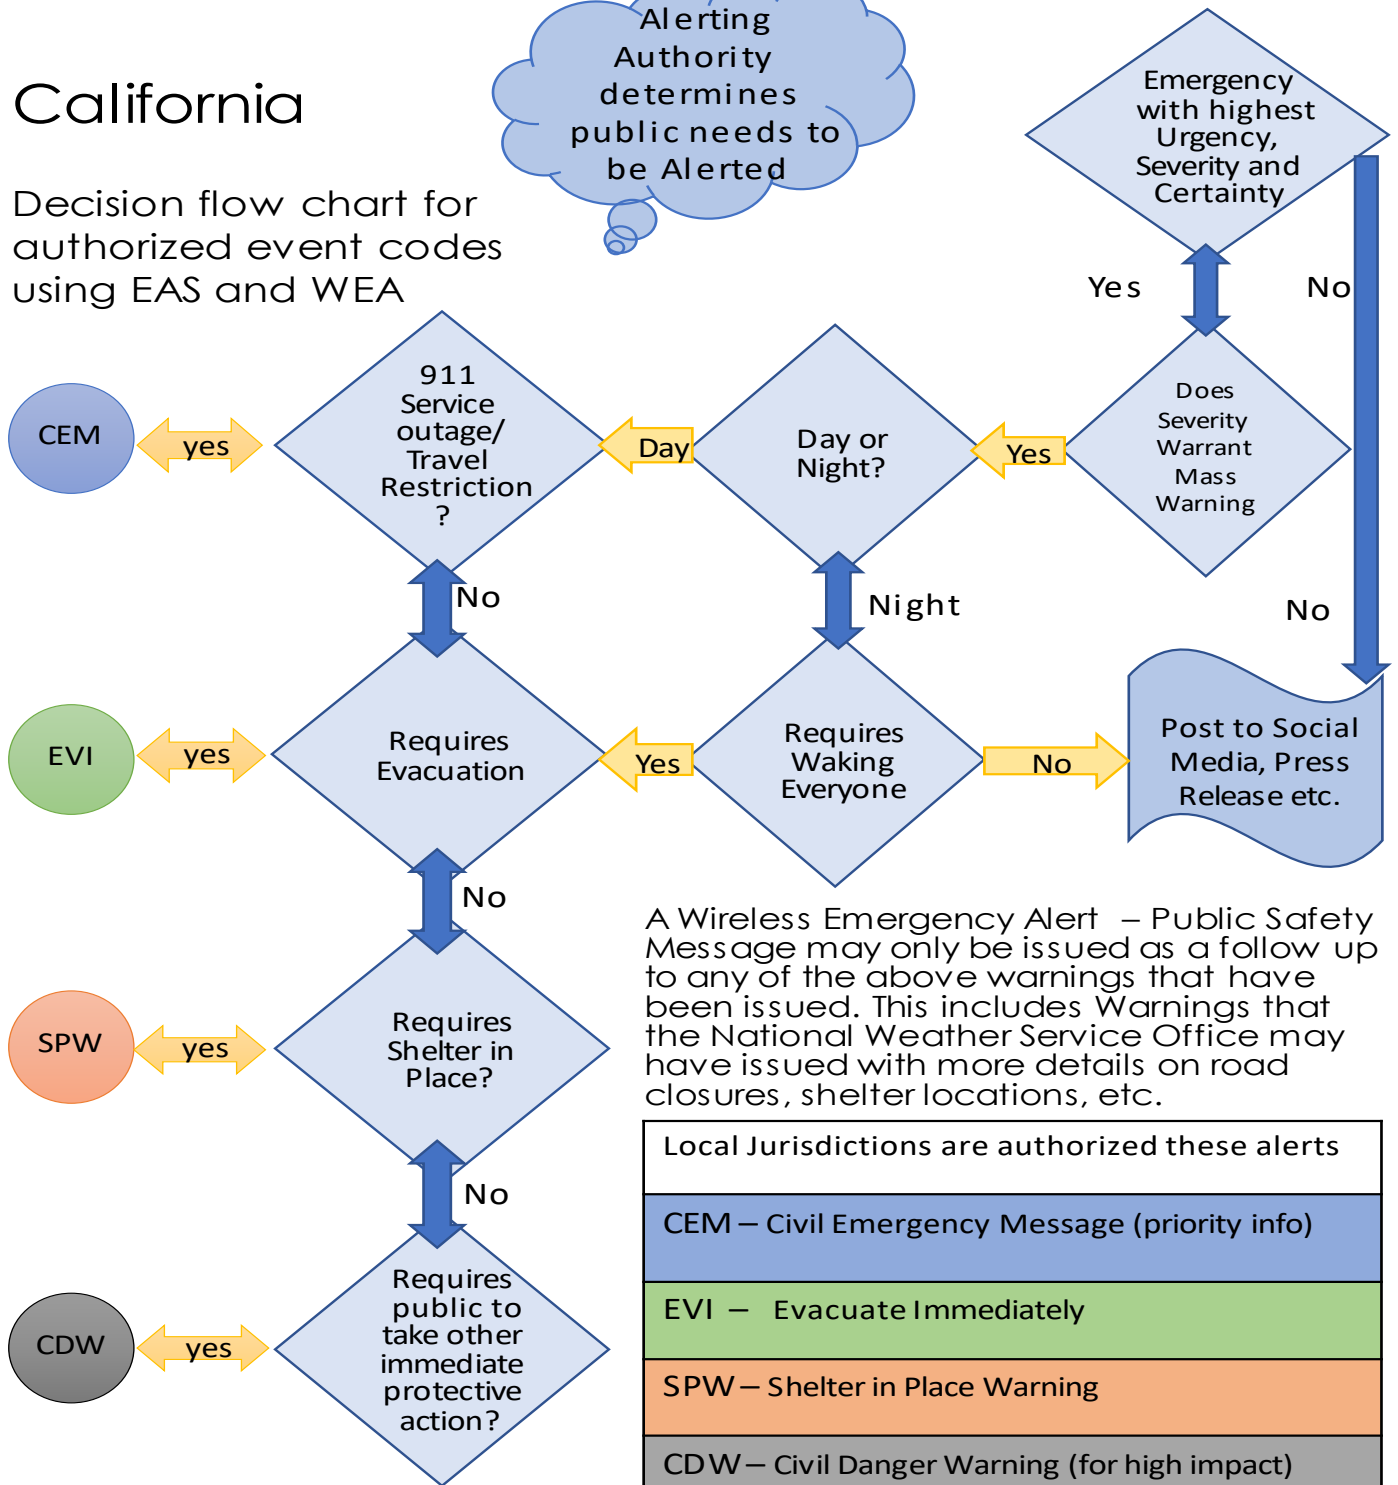 Alerting
Authority
determines
public needs to
be Alerted
California
Decision flow chart for
authorized event codes
using EAS and WEA
Emergency
with highest
Urgency,
Severity and
Certainty
Yes
No
911
Service
outage/
Travel
Restriction
?
CEM
yes
Day
Day or
Night?
Yes
Does
Severity
Warrant
Mass
Warning
No
Night
No
EVI
yes
Requires
Evacuation
Yes
Requires
Waking
Everyone
No
Post to Social
Media, Press
Release etc.
No
A Wireless Emergency Alert – Public Safety
Message may only be issued as a follow up
to any of the above warnings that have
been issued. This includes Warnings that
the National Weather Service Office may
have issued with more details on road
closures, shelter locations, etc.
SPW
yes
Requires
Shelter in
Place?
No
CDW
yes
Requires
public to
take other
immediate
protective
action?
Local Jurisdictions are authorized these alerts
CEM – Civil Emergency Message (priority info)
EVI – Evacuate Immediately
SPW – Shelter in Place Warning
CDW – Civil Danger Warning (for high impact)